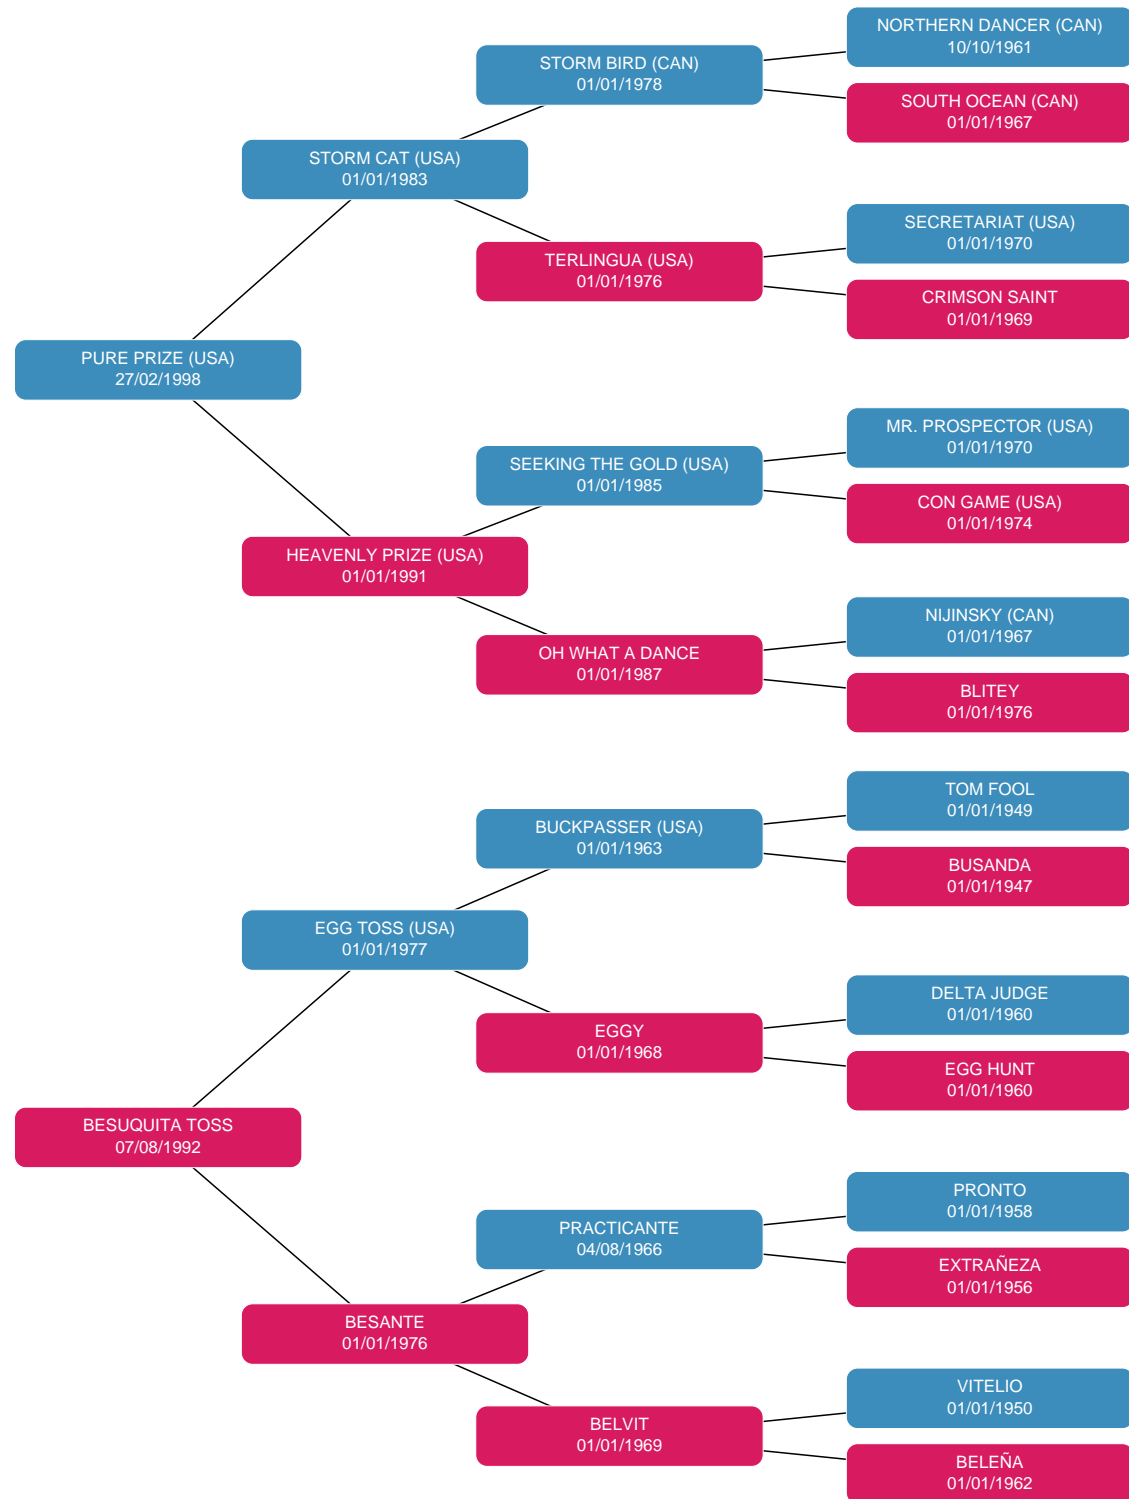 NORTHERN DANCER (CAN)
10/10/1961
STORM BIRD (CAN)
01/01/1978
SOUTH OCEAN (CAN)
01/01/1967
STORM CAT (USA)
01/01/1983
SECRETARIAT (USA)
01/01/1970
TERLINGUA (USA)
01/01/1976
CRIMSON SAINT
01/01/1969
PURE PRIZE (USA)
27/02/1998
MR. PROSPECTOR (USA)
01/01/1970
SEEKING THE GOLD (USA)
01/01/1985
CON GAME (USA)
01/01/1974
HEAVENLY PRIZE (USA)
01/01/1991
NIJINSKY (CAN)
01/01/1967
OH WHAT A DANCE
01/01/1987
BLITEY
01/01/1976
TOM FOOL
01/01/1949
BUCKPASSER (USA)
01/01/1963
BUSANDA
01/01/1947
EGG TOSS (USA)
01/01/1977
DELTA JUDGE
01/01/1960
EGGY
01/01/1968
EGG HUNT
01/01/1960
BESUQUITA TOSS
07/08/1992
PRONTO
01/01/1958
PRACTICANTE
04/08/1966
EXTRAÑEZA
01/01/1956
BESANTE
01/01/1976
VITELIO
01/01/1950
BELVIT
01/01/1969
BELEÑA
01/01/1962